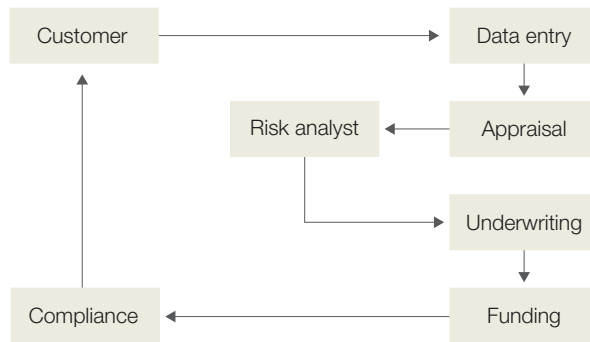 Customer
Data entry
Risk analyst
Appraisal
Underwriting
Compliance
Funding